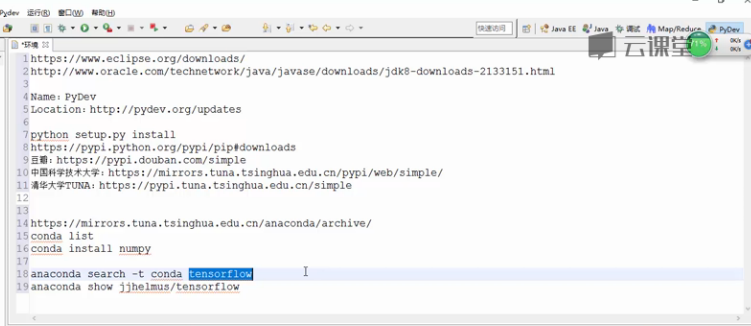 Pydev 运行(R) 窗口(W) 帮助(H)
快速访问 Java EE Java 调试 Map/Reduce PyDev
云课堂 71% 0K/s 0K/s
*环境
1 https://www.eclipse.org/downloads/
2 http://www.oracle.com/technetwork/java/javase/downloads/jdk8-downloads-2133151.html
3
4 Name：PyDev
5 Location：http://pydev.org/updates
6
7 python setup.py install
8 https://pypi.python.org/pypi/pip#downloads
9 豆瓣：https://pypi.douban.com/simple
10 中国科学技术大学：https://mirrors.tuna.tsinghua.edu.cn/pypi/web/simple/
11 清华大学TUNA：https://pypi.tuna.tsinghua.edu.cn/simple
12
13
14 https://mirrors.tuna.tsinghua.edu.cn/anaconda/archive/
15 conda list
16 conda install numpy
17
18 anaconda search -t conda tensorflow
19 anaconda show jjhelmus/tensorflow